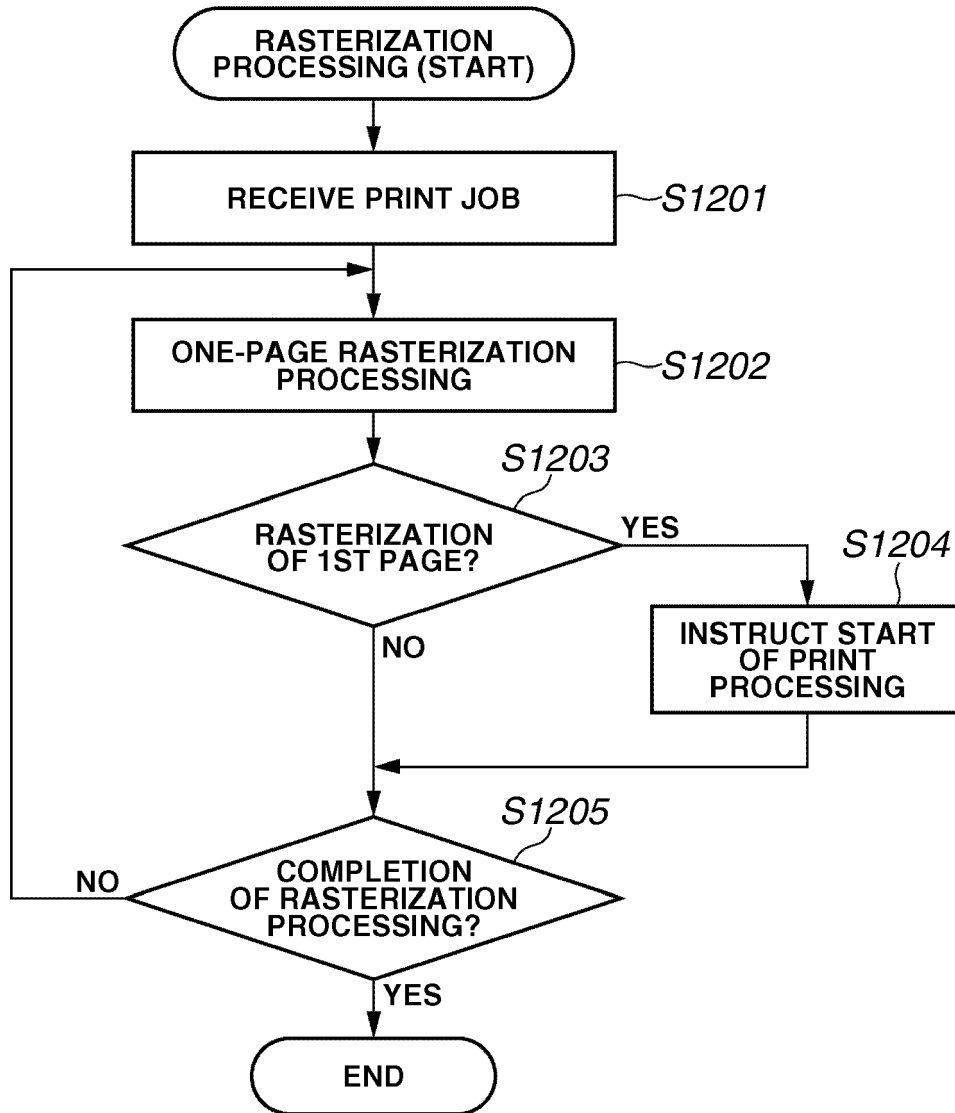 RASTERIZATION
PROCESSING (START)
RECEIVE PRINT JOB
S1201
ONE-PAGE RASTERIZATION
PROCESSING
S1202
S1203
RASTERIZATION
OF 1ST PAGE?
YES
S1204
NO
INSTRUCT START
OF PRINT
PROCESSING
S1205
COMPLETION
OF RASTERIZATION
PROCESSING?
NO
YES
END